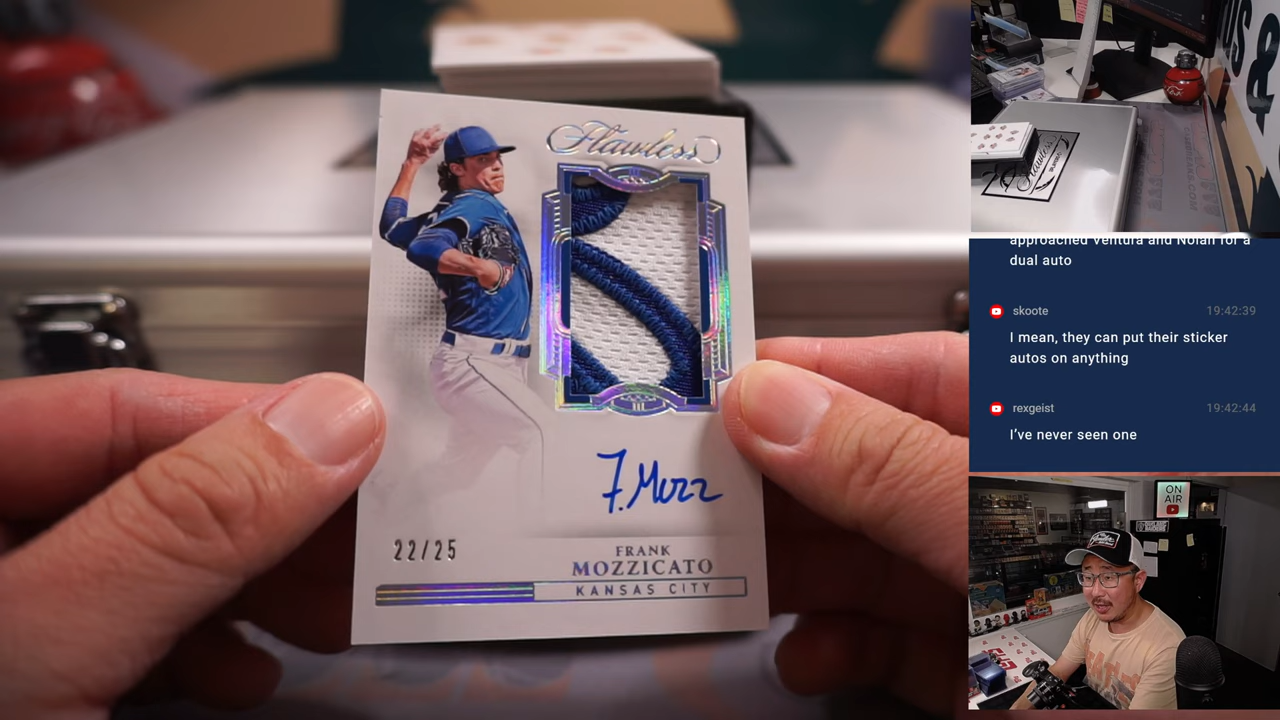 Flawless
F. Mozz
22/25
FRANK
MOZZICATO
KANSAS CITY
US &
Flawless
approached Ventura and Nolan for a
dual auto
skoote 19:42:39
I mean, they can put their sticker
autos on anything
rexgeist 19:42:44
I've never seen one
ON
AIR